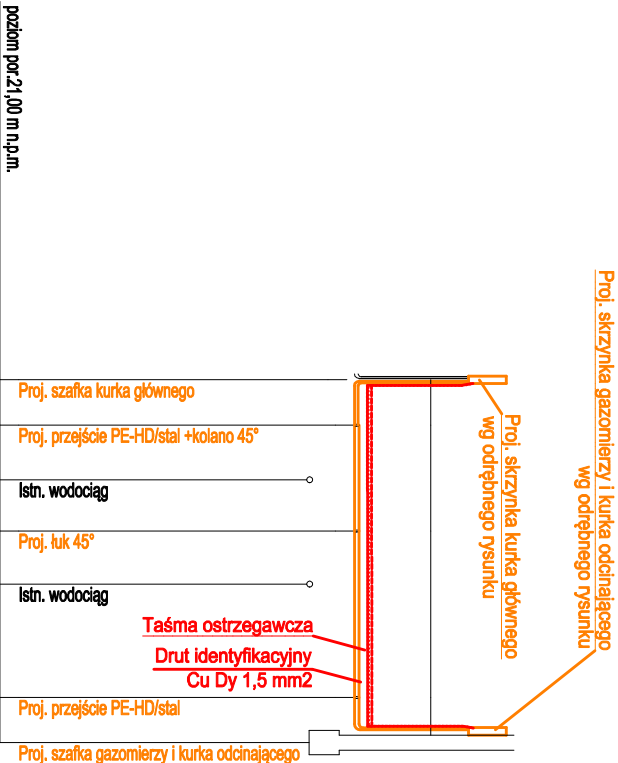 poziom por.21,00 m n.p.m.
Proj. skrzynka gazomierzy i kurka odcinającego
wg odrębnego rysunku
Proj. skrzynka kurka głównego
wg odrębnego rysunku
Proj. szafka kurka głównego
Proj. przejście PE-HD/stal +kolano 45°
Istn. wodociąg
Proj. łuk 45°
Istn. wodociąg
Taśma ostrzegawcza
Drut identyfikacyjny
Cu Dy 1,5 mm2
Proj. przejście PE-HD/stal
Proj. szafka gazomierzy i kurka odcinającego